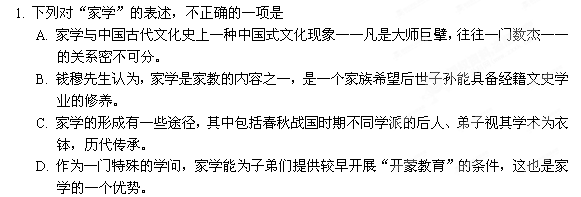 1. 下列对“家学”的表述，不正确的一项是
A. 家学与中国古代文化史上一种中国式文化现象——凡是大师巨擘，往往一门数杰——
的关系密不可分。
B. 钱穆先生认为，家学是家教的内容之一，是一个家族希望后世子孙能具备经籍文史学
业的修养。
C. 家学的形成有一些途径，其中包括春秋战国时期不同学派的后人、弟子视其学术为衣
钵，历代传承。
D. 作为一门特殊的学问，家学能为子弟们提供较早开展“开蒙教育”的条件，这也是家
学的一个优势。